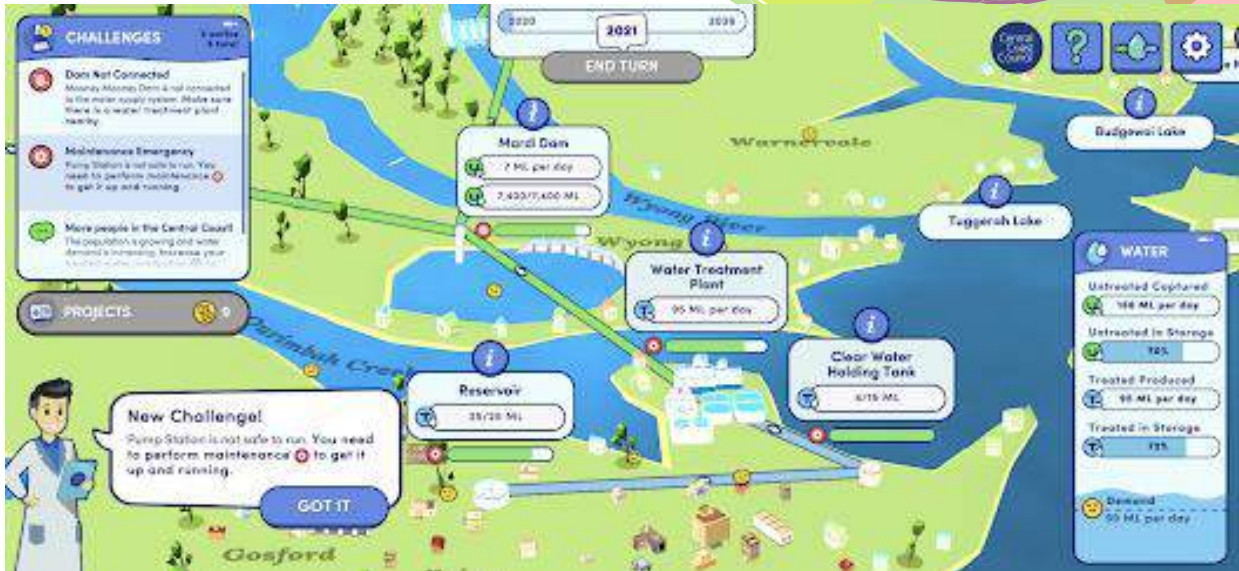 CHALLENGES
Dam Not Connected
Mooney Mooney Dam is not connected
to the water supply system. Make sure
there is a water treatment plant
nearby.
Maintenance Emergency
Pump Station is not safe to run. You
need to perform maintenance
to get it up and running.
More people in the Central Coast!
The population is growing and water
demand is increasing. Increase your
PROJECTS
2020
2021
END TURN
Central
Coast
Council
?
Mardi Dam
7 ML per day
7,400/7,400 ML
Warnervale
Budgewoi Lake
Tuggerah Lake
Wyong River
Wyong
Water Treatment
Plant
95 ML per day
Clear Water
Holding Tank
Ourimbah Creek
Reservoir
25/25 ML
New Challenge!
Pump Station is not safe to run. You need
to perform maintenance to get it
up and running.
GOT IT
Gosford
WATER
Untreated Captured
ML per day
Untreated in Storage
Treated Produced
95 ML per day
Treated in Storage
Demand
ML per day